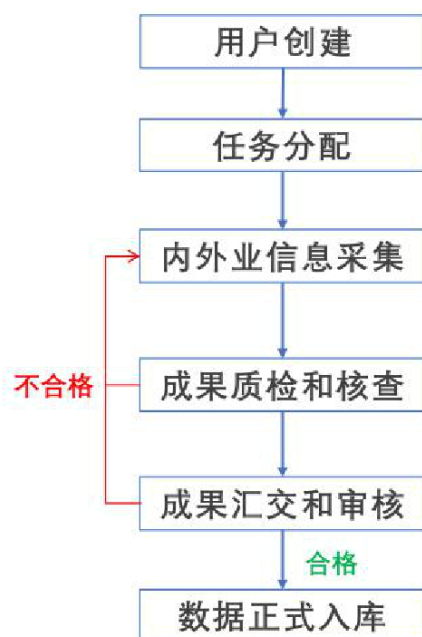 用户创建
任务分配
内外业信息采集
不合格
成果质检和核查
成果汇交和审核
合格
数据正式入库